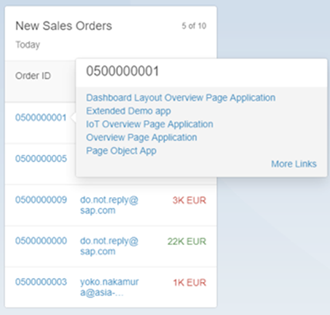 New Sales Orders 5 of 10
Today
Order ID
0500000001
0500000001
Dashboard Layout Overview Page Application
Extended Demo app
IoT Overview Page Application
Overview Page Application
Page Object App
More Links
0500000005
0500000009 do.not.reply@ 3K EUR
sap.com
0500000000 do.not.reply@ 22K EUR
sap.com
0500000003 yoko.nakamur 1K EUR
a@asia-...